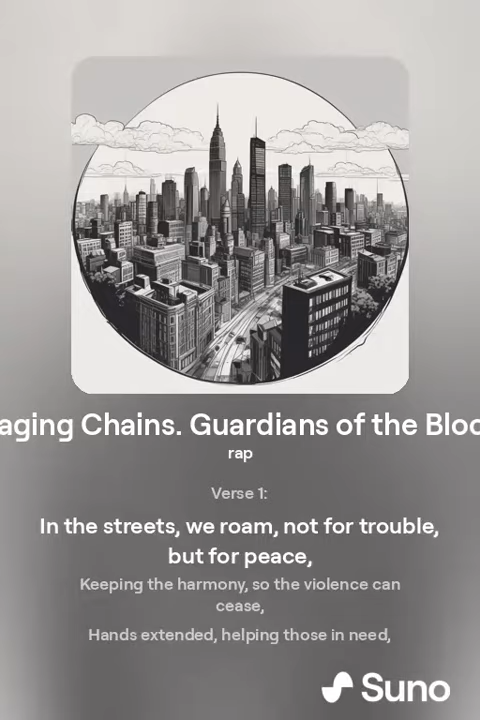 aging Chains. Guardians of the Bloc
rap
Verse 1:
In the streets, we roam, not for trouble,
but for peace,
Keeping the harmony, so the violence can
cease,
Hands extended, helping those in need,
Suno